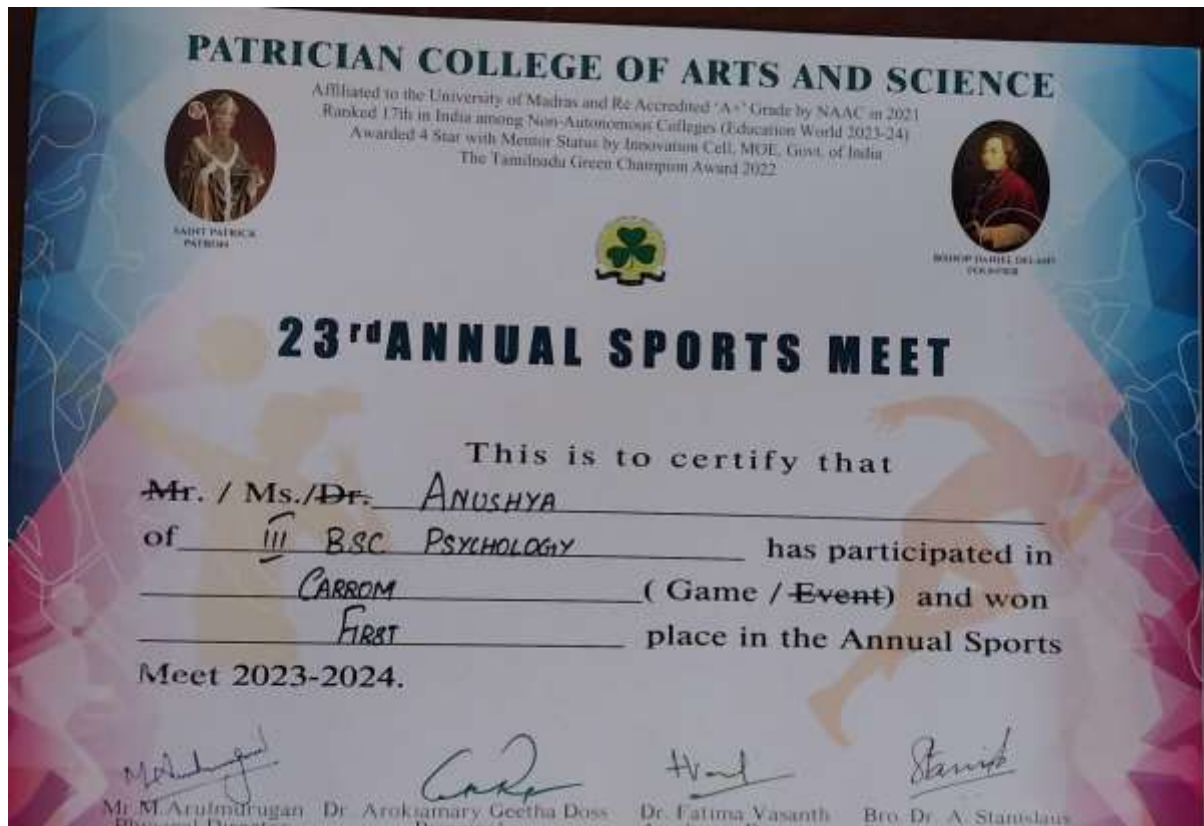 PATRICIAN COLLEGE OF ARTS AND SCIENCE
Affiliated to the University of Madras and Re Accredited 'A+' Grade by NAAC in 2021
Ranked 17th in India among Non-Autonomous Colleges (Education World 2023-24)
Awarded 4 Star with Mentor Status by Innovation Cell, MOE, Govt. of India
The Tamilnadu Green Champion Award 2022
SAINT PATRICK
PATRON
BISHOP DANIEL DELANY
FOUNDER
23rd ANNUAL SPORTS MEET
This is to certify that
Mr. / Ms./Dr. ANUSHYA
of III BSC PSYCHOLOGY has participated in
CARROM ( Game / Event) and won
FIRST place in the Annual Sports
Meet 2023-2024.
Mr M.Arulmurugan Dr. Arokiamary Geetha Doss Dr. Fatima Vasanth Bro. Dr. A. Stanislaus